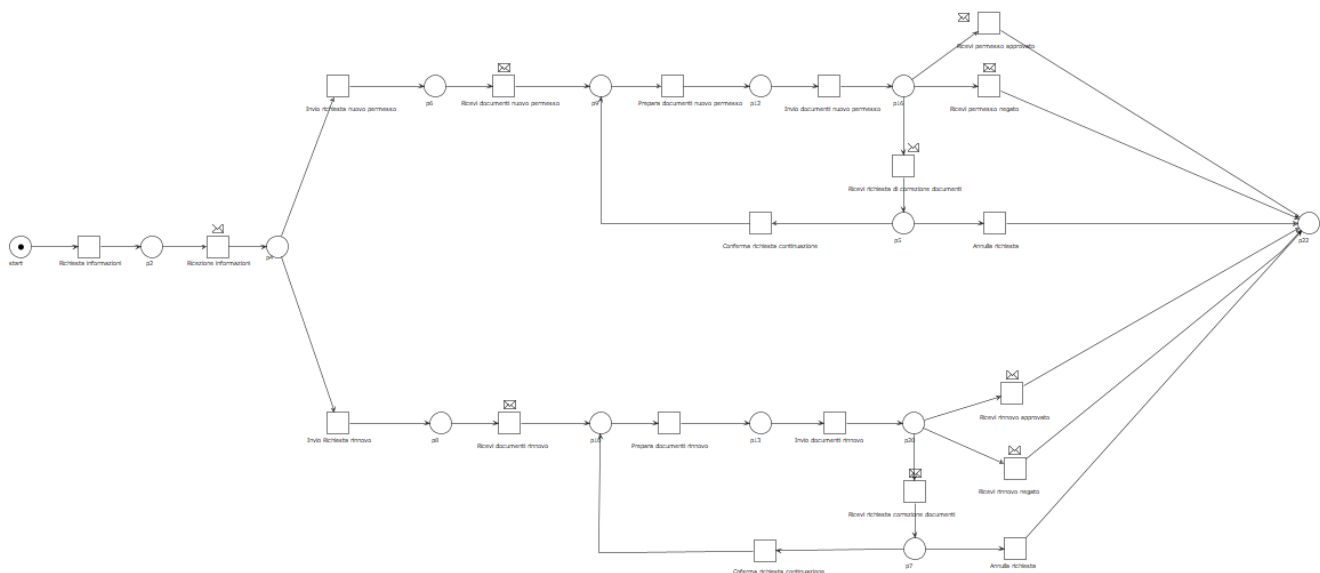 Ricevi permesso approvato
Invio richiesta nuovo permesso
p6
Ricevi documenti nuovo permesso
p9
Prepara documenti nuovo permesso
p12
Invio documenti nuovo permesso
p16
Ricevi permesso negato
Ricevi richiesta di correzione documenti
Conferma richiesta continuazione
p5
Annulla richiesta
p22
start
Richiesta informazioni
p2
Ricezione informazioni
p4
Ricevi rinnovo approvato
Invio Richiesta rinnovo
p8
Ricevi documenti rinnovo
Prepara documenti rinnovo
p13
Invio documenti rinnovo
p20
Ricevi rinnovo negato
Ricevi richiesta correzione documenti
Coferma richiesta continuazione
p7
Annulla richiesta